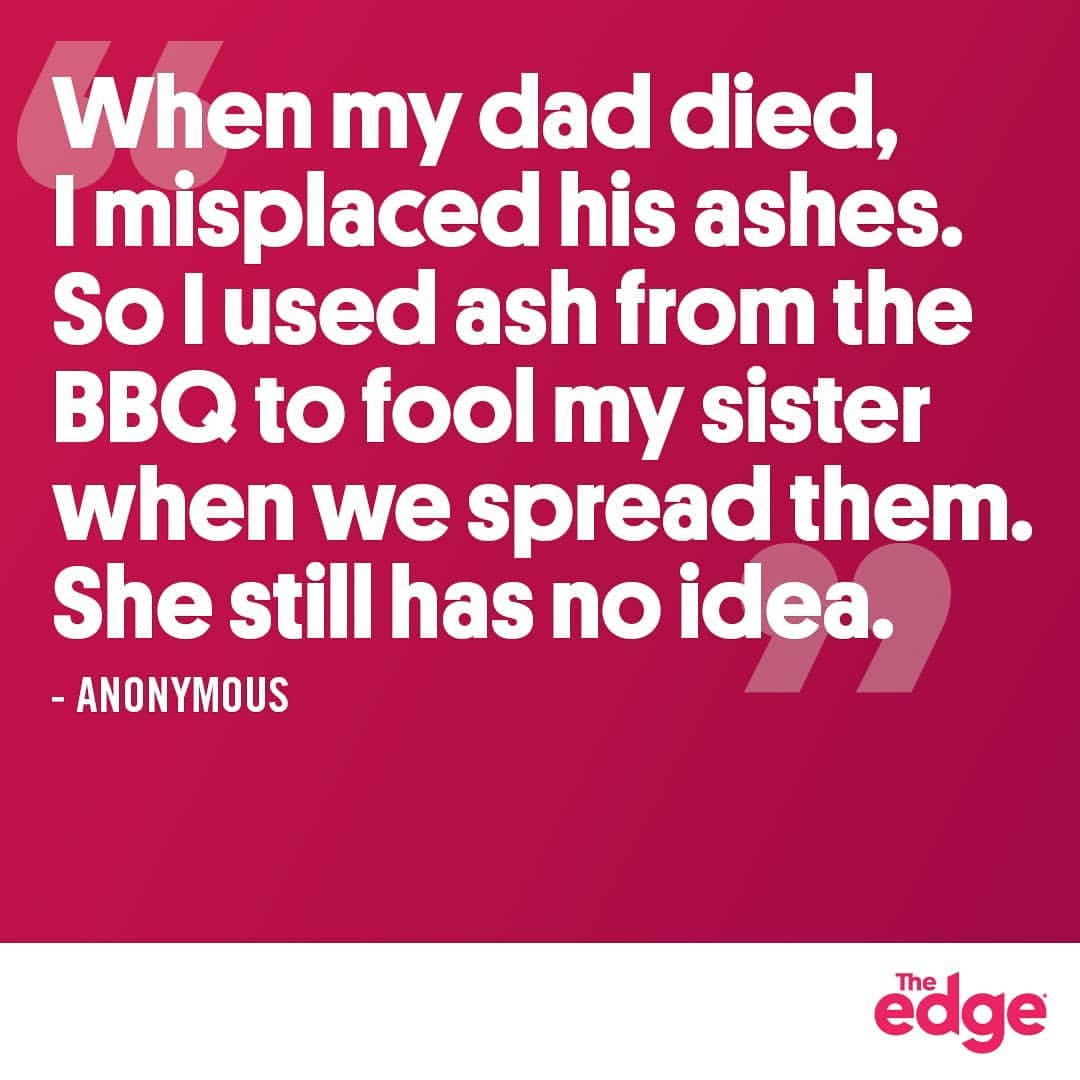 When my dad died,
I misplaced his ashes.
So I used ash from the
BBQ to fool my sister
when we spread them.
She still has no idea.
- ANONYMOUS
The
edge